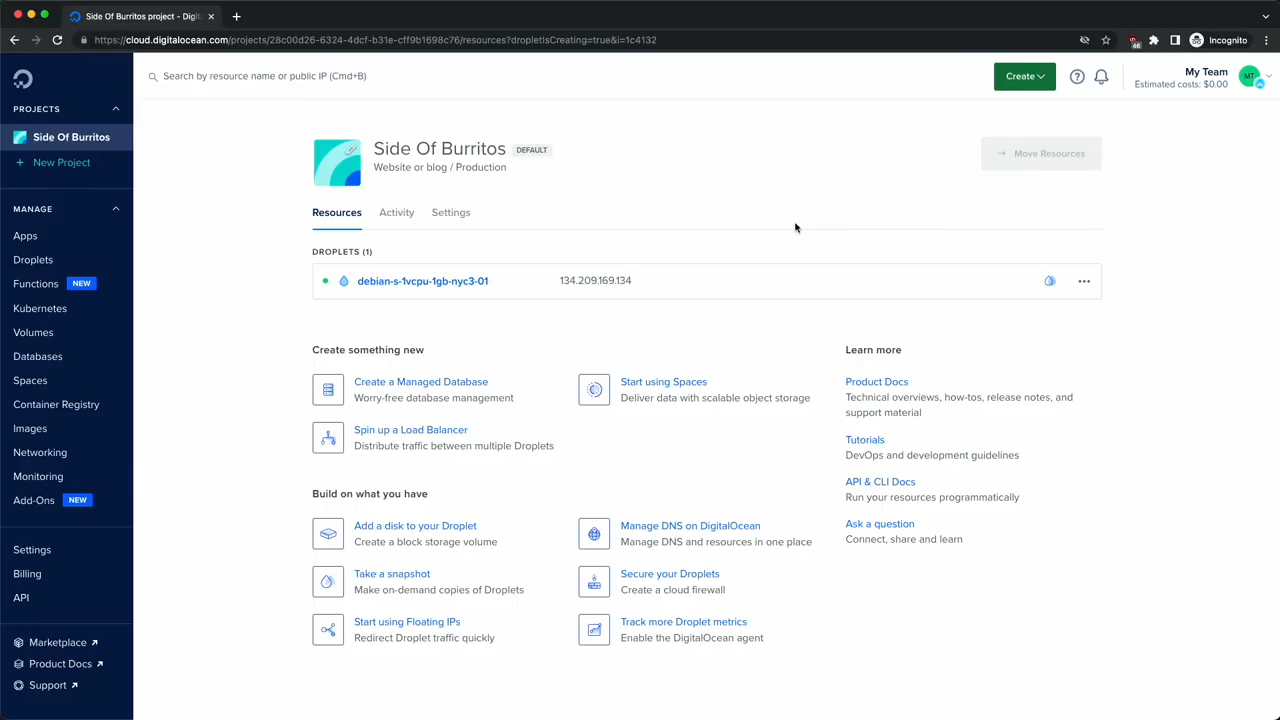 Side Of Burritos project - Digit
https://cloud.digitalocean.com/projects/28c00d26-6324-4dcf-b31e-cff9b1698c76/resources?dropletIsCreating=true&i=1c4132
46
Incognito
Search by resource name or public IP (Cmd+B)
Create
My Team
Estimated costs: $0.00
MT
PROJECTS
Side Of Burritos
+ New Project
MANAGE
Apps
Droplets
Functions NEW
Kubernetes
Volumes
Databases
Spaces
Container Registry
Images
Networking
Monitoring
Add-Ons NEW
Settings
Billing
API
Marketplace
Product Docs
Support
Side Of Burritos DEFAULT
Website or blog / Production
Move Resources
Resources
Activity
Settings
DROPLETS (1)
debian-s-1vcpu-1gb-nyc3-01
134.209.169.134
Create something new
Create a Managed Database
Worry-free database management
Start using Spaces
Deliver data with scalable object storage
Spin up a Load Balancer
Distribute traffic between multiple Droplets
Build on what you have
Add a disk to your Droplet
Create a block storage volume
Manage DNS on DigitalOcean
Manage DNS and resources in one place
Take a snapshot
Make on-demand copies of Droplets
Secure your Droplets
Create a cloud firewall
Start using Floating IPs
Redirect Droplet traffic quickly
Track more Droplet metrics
Enable the DigitalOcean agent
Learn more
Product Docs
Technical overviews, how-tos, release notes, and
support material
Tutorials
DevOps and development guidelines
API & CLI Docs
Run your resources programmatically
Ask a question
Connect, share and learn